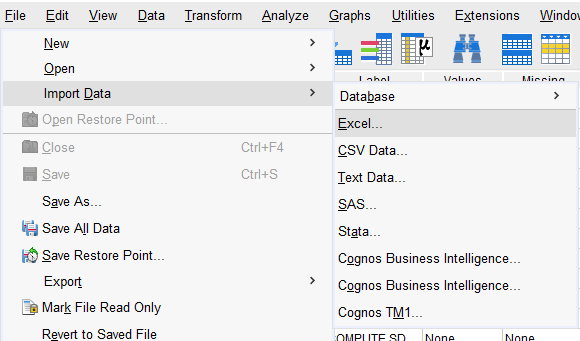 File Edit View Data Transform Analyze Graphs Utilities Extensions Window
New
Open
Import Data
Open Restore Point...
Close Ctrl+F4
Save Ctrl+S
Save As...
Save All Data
Save Restore Point...
Export
Mark File Read Only
Revert to Saved File
Label Values Missing
Database
Excel...
CSV Data...
Text Data...
SAS...
Stata...
Cognos Business Intelligence...
Cognos Business Intelligence...
Cognos TM1...
COMPUTE SD None None